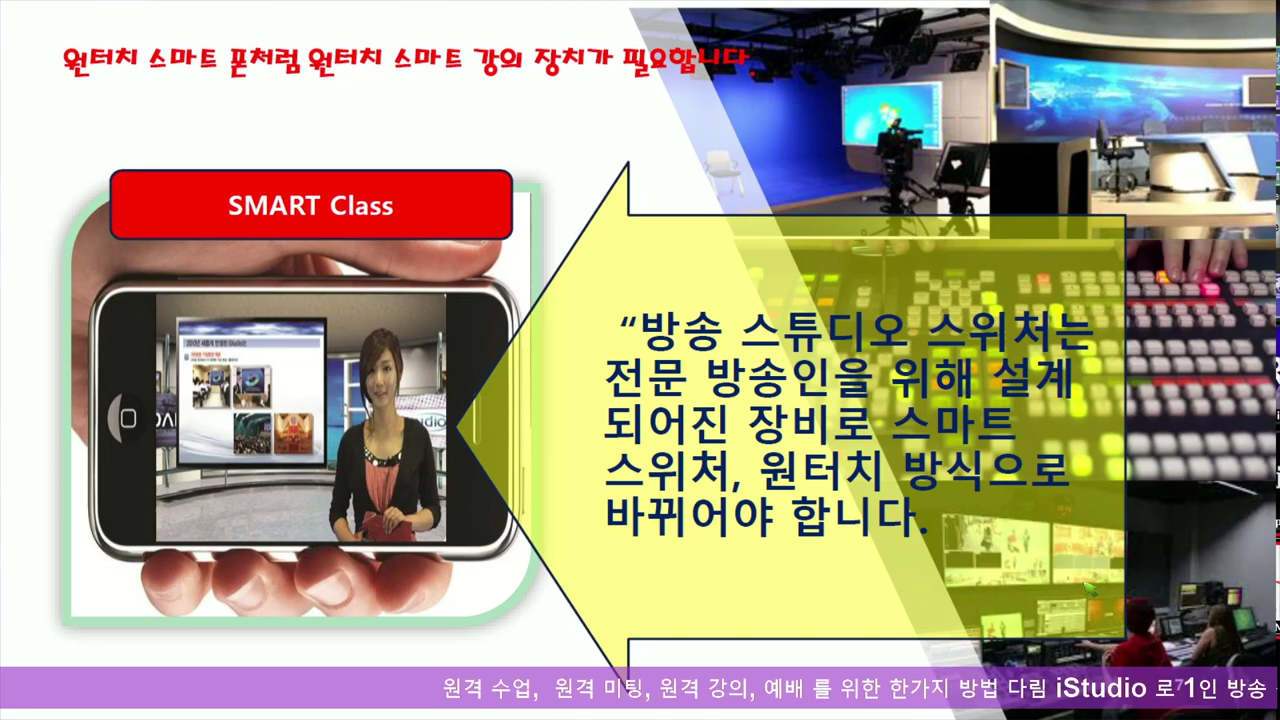 원터치 스마트 폰처럼 원터치 스마트 강의 장치가 필요합니다.
SMART Class
“방송 스튜디오 스위처는
전문 방송인을 위해 설계
되어진 장비로 스마트
스위처, 원터치 방식으로
바뀌어야 합니다.
원격 수업, 원격 미팅, 원격 강의, 예배 를 위한 한가지 방법 다림 iStudio 로 1인 방송